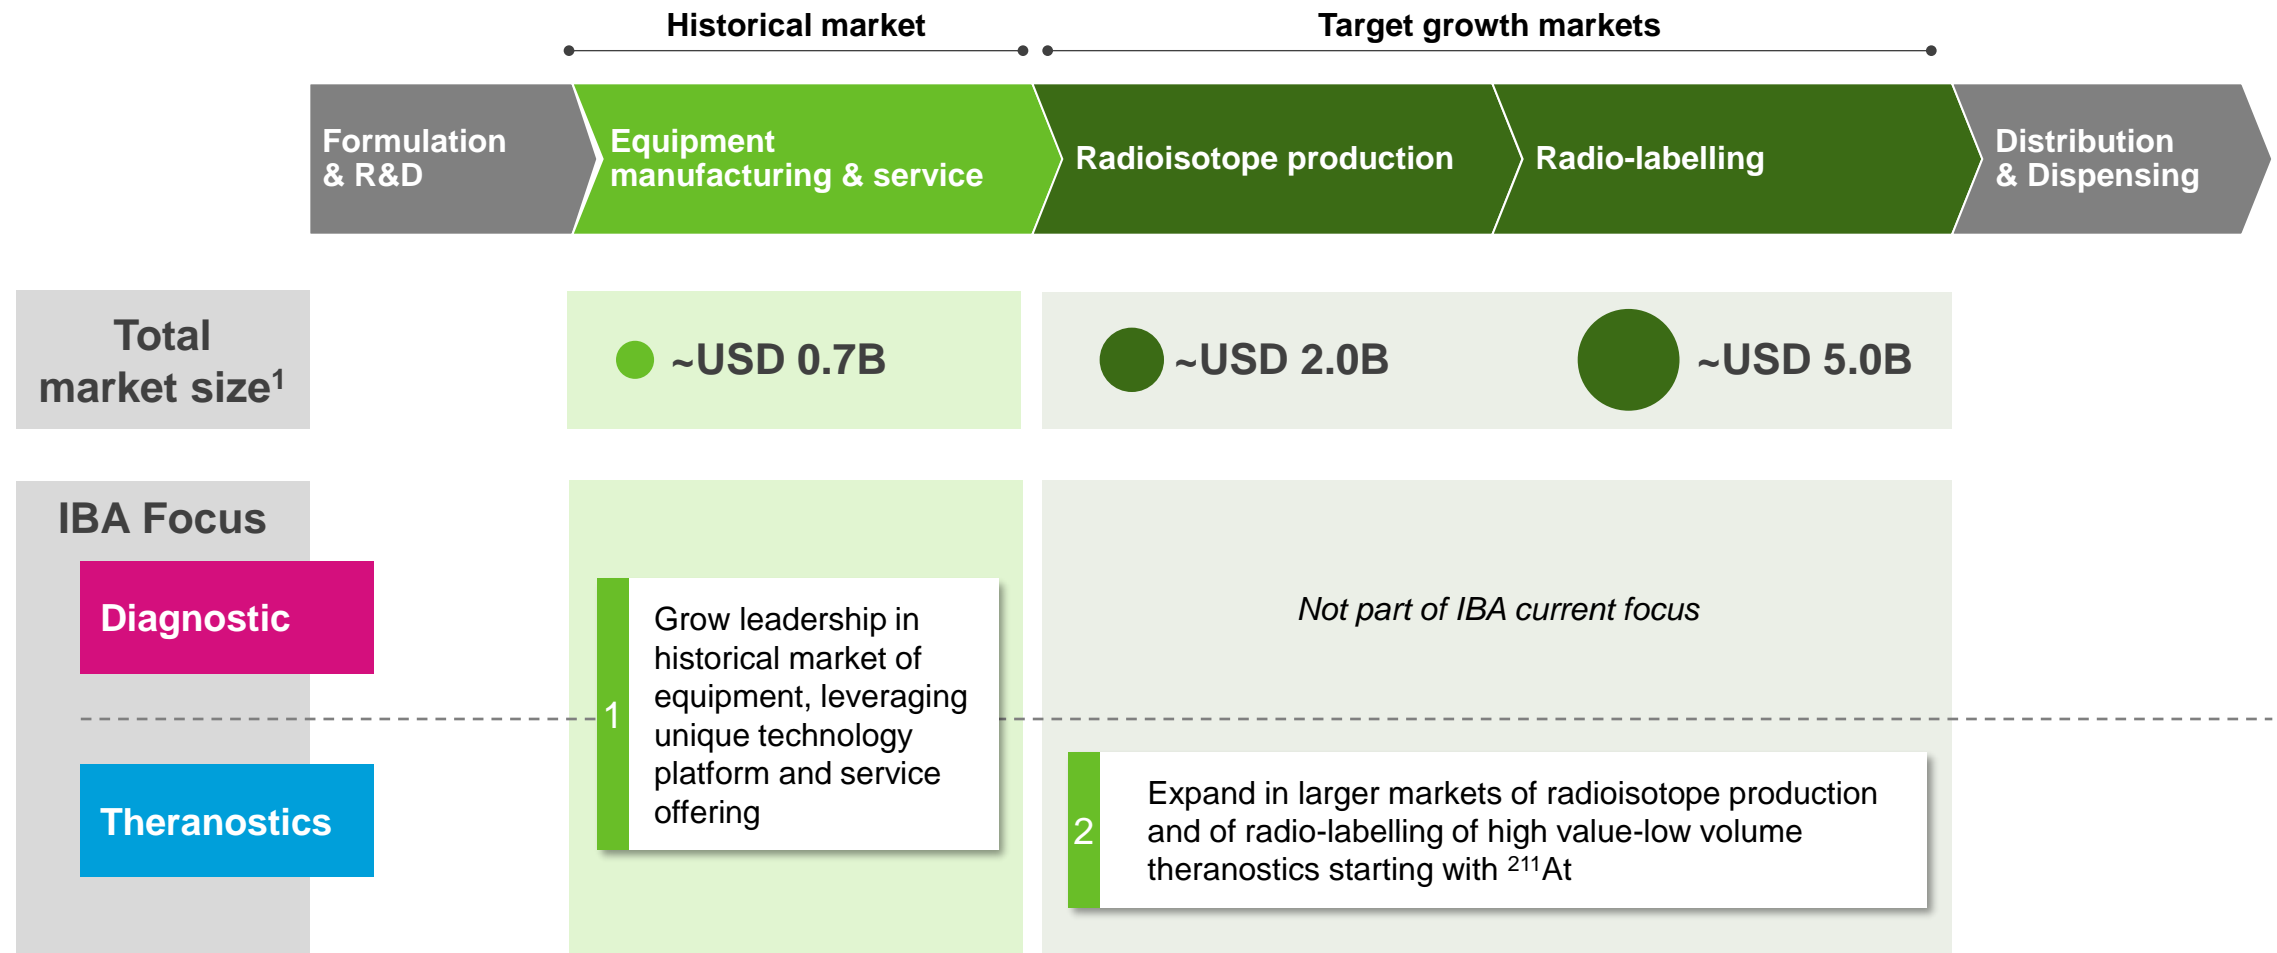 Historical market
Target growth markets
Formulation
& R&D
Equipment
manufacturing & service
Radioisotope production
Radio-labelling
Distribution
& Dispensing
Total
market size¹
~USD 0.7B
~USD 2.0B
~USD 5.0B
IBA Focus
Diagnostic
Theranostics
1
Grow leadership in
historical market of
equipment, leveraging
unique technology
platform and service
offering
Not part of IBA current focus
2
Expand in larger markets of radioisotope production
and of radio-labelling of high value-low volume
theranostics starting with ²¹¹At